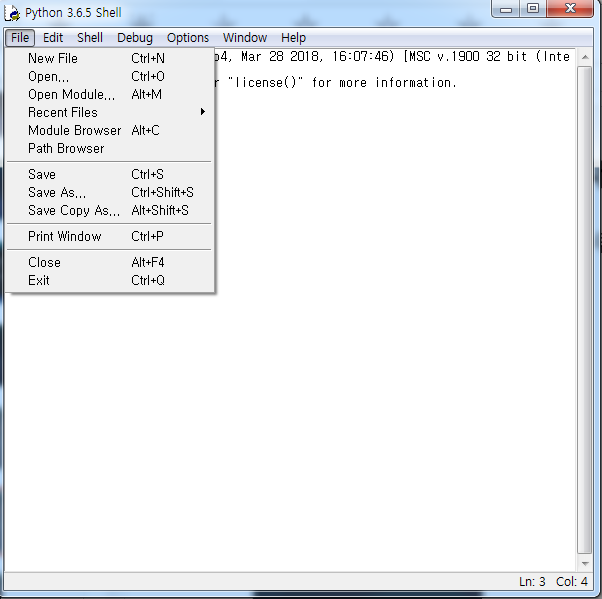 Python 3.6.5 Shell
File Edit Shell Debug Options Window Help
New File Ctrl+N
Open... Ctrl+O
Open Module... Alt+M
Recent Files
Module Browser Alt+C
Path Browser
Save Ctrl+S
Save As... Ctrl+Shift+S
Save Copy As... Alt+Shift+S
Print Window Ctrl+P
Close Alt+F4
Exit Ctrl+Q
4, Mar 28 2018, 16:07:46) [MSC v.1900 32 bit (Inte
"license()" for more information.
Ln: 3 Col: 4